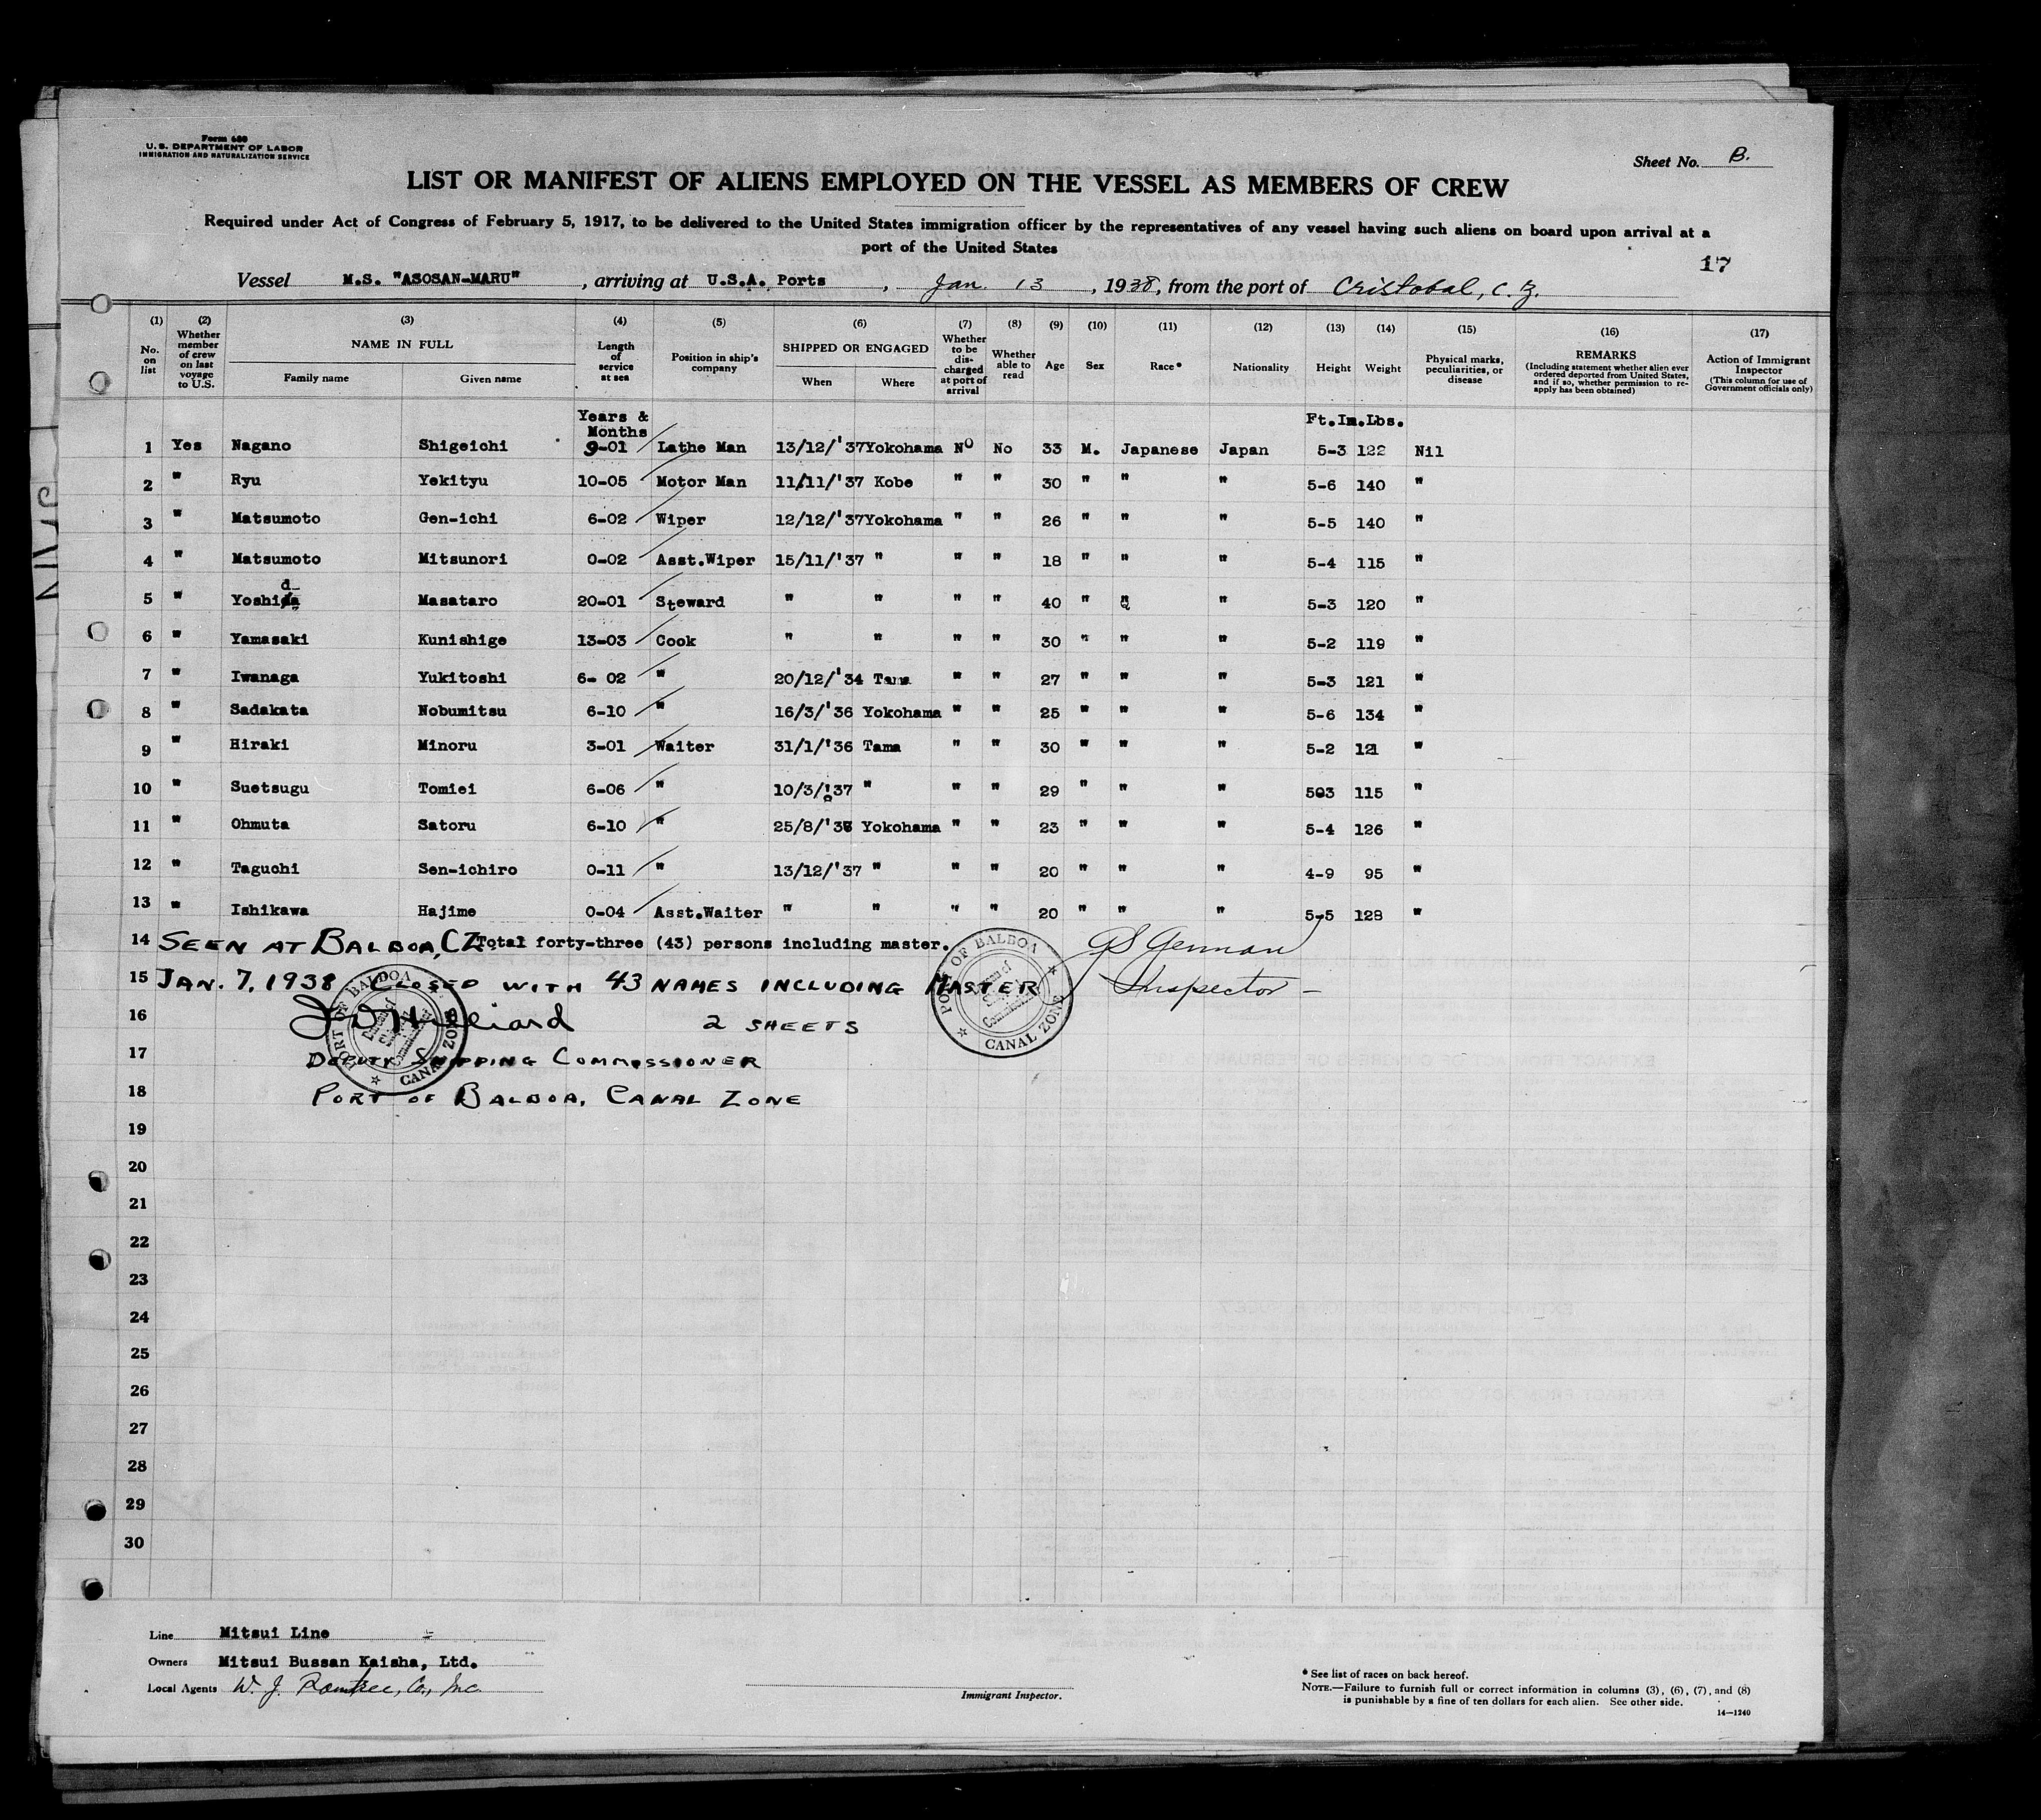 Form 680
U. S. DEPARTMENT OF LABOR
IMMIGRATION AND NATURALIZATION SERVICE
Sheet No. B.
LIST OR MANIFEST OF ALIENS EMPLOYED ON THE VESSEL AS MEMBERS OF CREW
Required under Act of Congress of February 5, 1917, to be delivered to the United States immigration officer by the representatives of any vessel having such aliens on board upon arrival at a
port of the United States
17
Vessel M.S. "ASOSAN-MARU", arriving at U.S.A. Ports, Jan. 13, 1938, from the port of Cristobal, C. Z.
(1) (2) (3) (4) (5) (6) (7) (8) (9) (10) (11) (12) (13) (14) (15) (16) (17)
No. on list
Whether member of crew on last voyage to U.S.
NAME IN FULL
Family name Given name
Length of service at sea
Position in ship's company
SHIPPED OR ENGAGED
When Where
Whether to be discharged at port of arrival
Whether able to read
Age
Sex
Race*
Nationality
Height
Weight
Physical marks, peculiarities, or disease
REMARKS
(Including statement whether alien ever ordered deported from United States, and if so, whether permission to re-apply has been obtained)
Action of Immigrant Inspector
(This column for use of Government officials only)
Years & Months Ft.In.Lbs.
1 Yes Nagano Shigeichi 9-01 Lathe Man 13/12/'37 Yokohama No No 33 M. Japanese Japan 5-3 122 Nil
2 " Ryu Yekityu 10-05 Motor Man 11/11/'37 Kobe " " 30 " " " 5-6 140 "
3 " Matsumoto Gen-ichi 6-02 Wiper 12/12/'37 Yokohama " " 26 " " " 5-5 140 "
4 " Matsumoto Mitsunori 0-02 Asst.Wiper 15/11/'37 " " " 18 " " " 5-4 115 "
5 " Yoshida Masataro 20-01 Steward " " " " 40 " " " 5-3 120 "
6 " Yamasaki Kunishige 13-03 Cook " " " " 30 " " " 5-2 119 "
7 " Iwanaga Yukitoshi 6- 02 " 20/12/'34 Tama " " 27 " " " 5-3 121 "
8 " Sadakata Nobumitsu 6-10 " 16/3/'36 Yokohama " " 25 " " " 5-6 134 "
9 " Hiraki Minoru 3-01 Waiter 31/1/'36 Tama " " 30 " " " 5-2 121 "
10 " Suetsugu Tomiei 6-06 " 10/3/'37 " " " 29 " " " 503 115 "
11 " Ohmuta Satoru 6-10 " 25/8/'3 Yokohama " " 23 " " " 5-4 126 "
12 " Taguchi Sen-ichiro 0-11 " 13/12/'37 " " " 20 " " " 4-9 95 "
13 " Ishikawa Hajime 0-04 Asst.Waiter " " " " 20 " " " 5-5 128 "
14 SEEN AT BALBOA, CZ Total forty-three (43) persons including master. GS German
15 JAN. 7, 1938 CLOSED WITH 43 NAMES INCLUDING MASTER Inspector
16 J W Hilliard 2 SHEETS
17 DEPUTY SHIPPING COMMISSIONER
18 PORT OF BALBOA, CANAL ZONE
PORT OF BALBOA CANAL ZONE
PORT OF BALBOA CANAL ZONE
19
20
21
22
23
24
25
26
27
28
29
30
Line Mitsui Line
Owners Mitsui Bussan Kaisha, Ltd.
Local Agents W. J. Rountree, Co., Inc.
Immigrant Inspector.
* See list of races on back hereof.
NOTE.—Failure to furnish full or correct information in columns (3), (6), (7), and (8)
is punishable by a fine of ten dollars for each alien. See other side.
14—1240